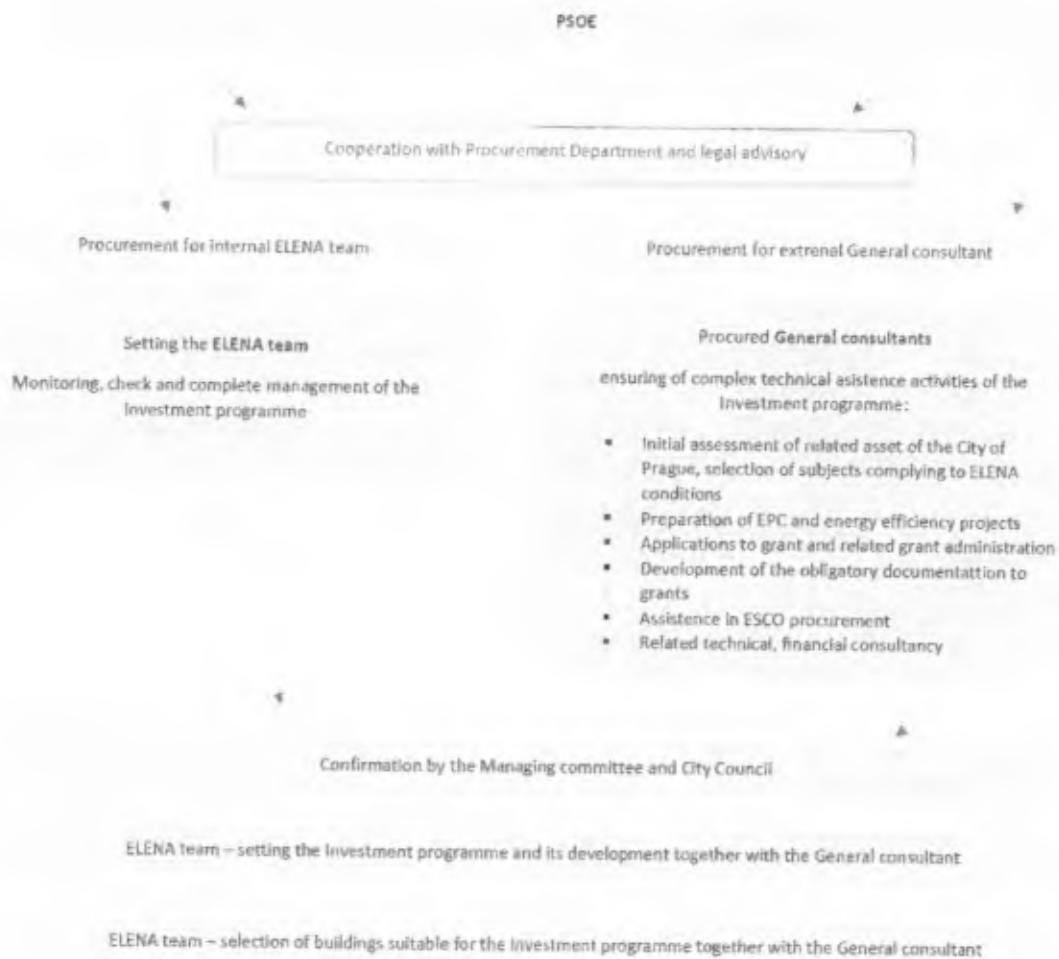 PSOE
Cooperation with Procurement Department and legal advisory
Procurement for internal ELENA team
Procurement for extrenal General consultant
Setting the ELENA team
Monitoring, check and complete management of the
Investment programme
Procured General consultants
ensuring of complex technical asistence activities of the
Investment programme:
▪ Initial assessment of related asset of the City of
Prague, selection of subjects complying to ELENA
conditions
▪ Preparation of EPC and energy efficiency projects
▪ Applications to grant and related grant administration
▪ Development of the obligatory documentattion to
grants
▪ Assistence in ESCO procurement
▪ Related technical, financial consultancy
Confirmation by the Managing committee and City Council
ELENA team – setting the Investment programme and its development together with the General consultant
ELENA team – selection of buildings suitable for the Investment programme together with the General consultant